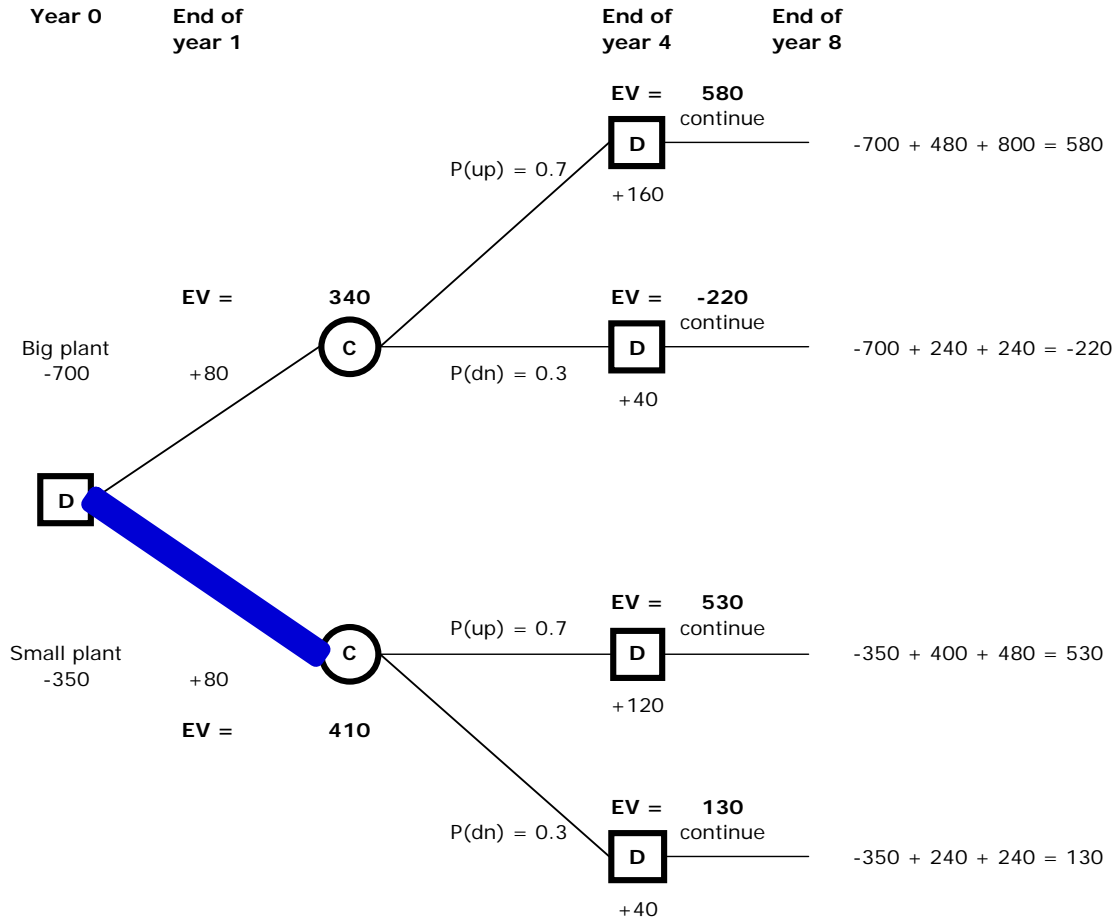 Year 0 End of year 1 End of year 4 End of year 8
EV = 580
continue
D -700 + 480 + 800 = 580
P(up) = 0.7
+160
EV = 340 EV = -220
continue
Big plant C D -700 + 240 + 240 = -220
-700 +80 P(dn) = 0.3
+40
D
EV = 530
P(up) = 0.7 continue
Small plant C D -350 + 400 + 480 = 530
-350 +80
+120
EV = 410
EV = 130
P(dn) = 0.3 continue
D -350 + 240 + 240 = 130
+40